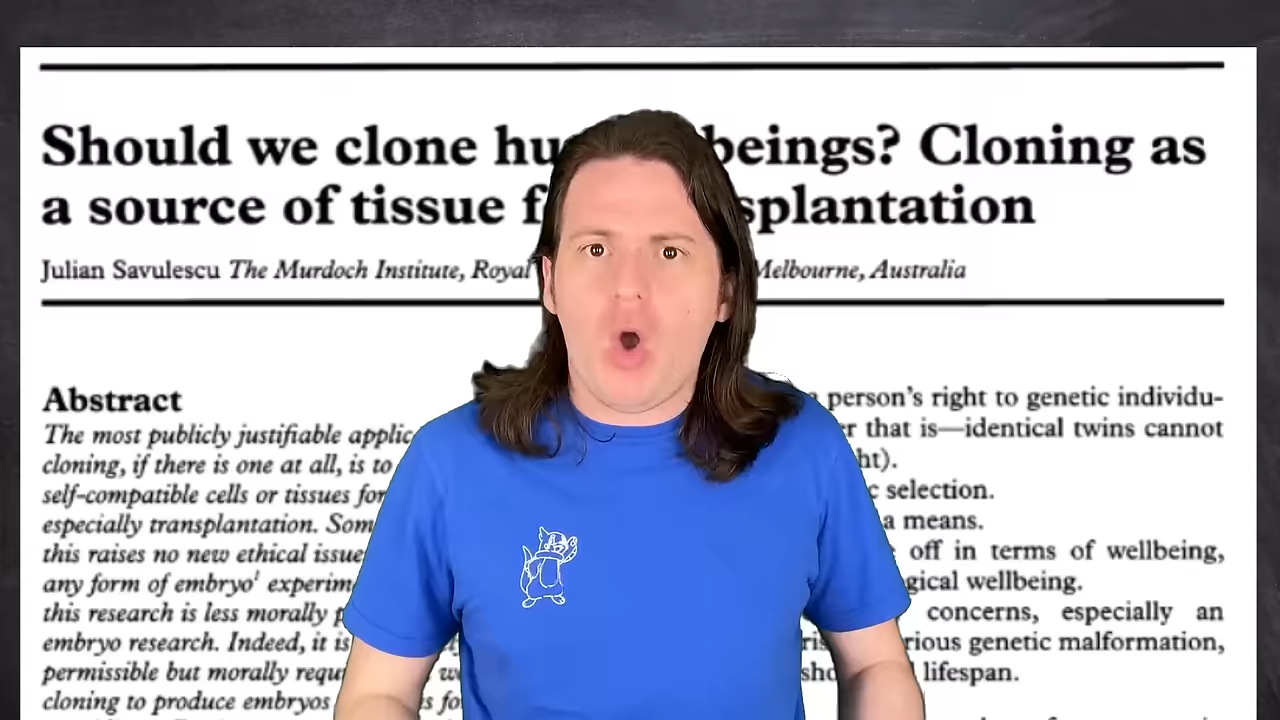 Should we clone hu beings? Cloning as
a source of tissue f splantation
Julian Savulescu The Murdoch Institute, Royal Melbourne, Australia
Abstract
The most publicly justifiable applic
cloning, if there is one at all, is to
self-compatible cells or tissues for
especially transplantation. Som
this raises no new ethical issue
any form of embryo¹ experim
this research is less morally
embryo research. Indeed, it is
permissible but morally requ
cloning to produce embryos
person's right to genetic individu-
r that is—identical twins cannot
ht).
c selection.
a means.
off in terms of wellbeing,
gical wellbeing.
concerns, especially an
ris rious genetic malformation,
sho lifespan.